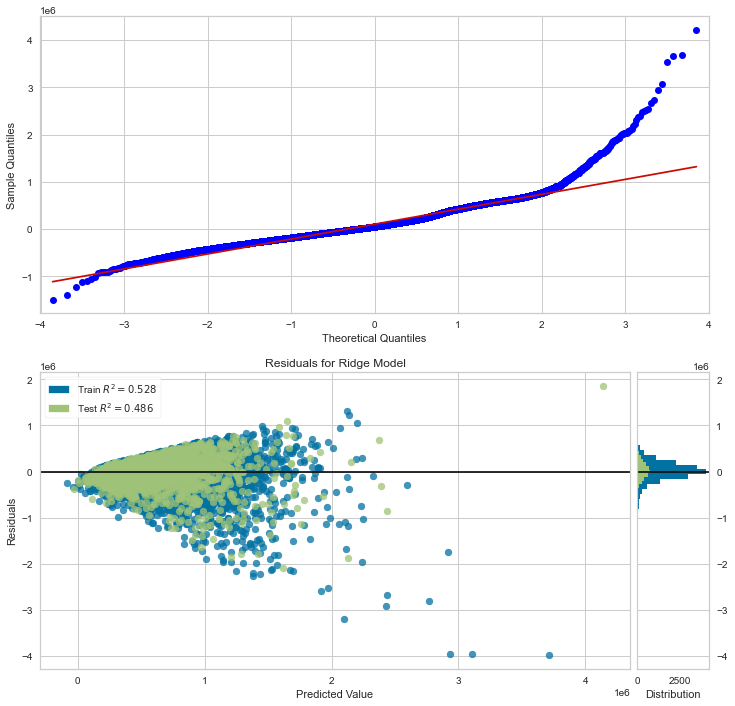 1e6
4
3
2
1
0
−1
Sample Quantiles
−4 −3 −2 −1 0 1 2 3 4
Theoretical Quantiles
Residuals for Ridge Model
1e6
1e6
Train R² = 0.528
Test R² = 0.486
2
1
0
−1
−2
−3
−4
Residuals
0 1 2 3 4
1e6
Predicted Value
2
1
0
−1
−2
−3
−4
0 2500
Distribution